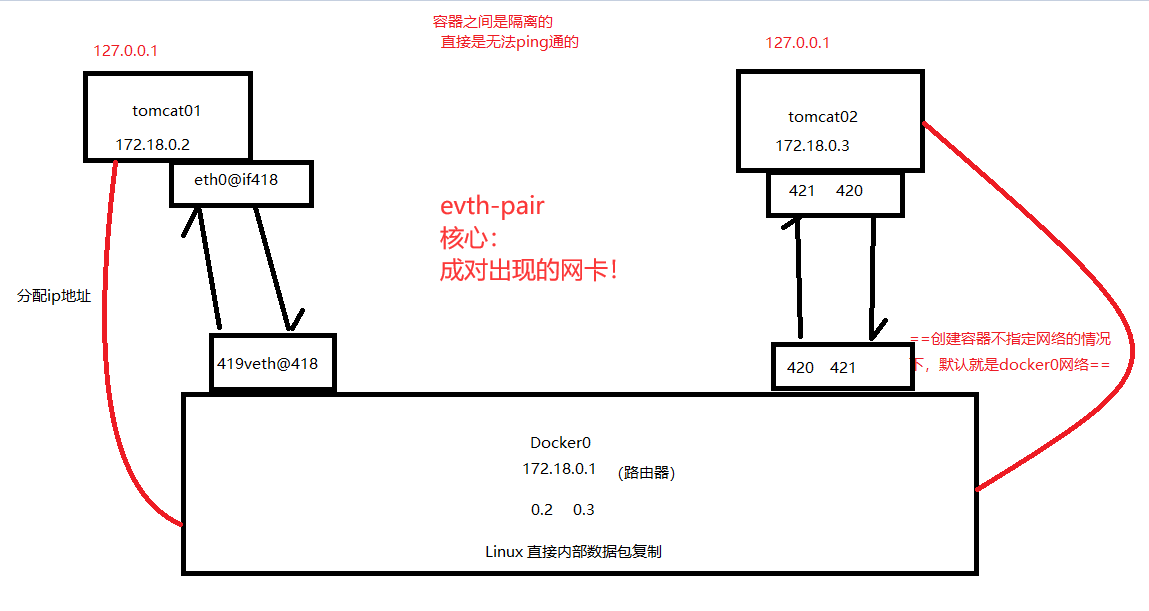 容器之间是隔离的
直接是无法ping通的
127.0.0.1
127.0.0.1
tomcat01
172.18.0.2
eth0@if418
tomcat02
172.18.0.3
421 420
evth-pair
核心：
成对出现的网卡！
分配ip地址
419veth@418
420 421
==创建容器不指定网络的情况
下，默认就是docker0网络==
Docker0
172.18.0.1 （路由器）
0.2 0.3
Linux 直接内部数据包复制